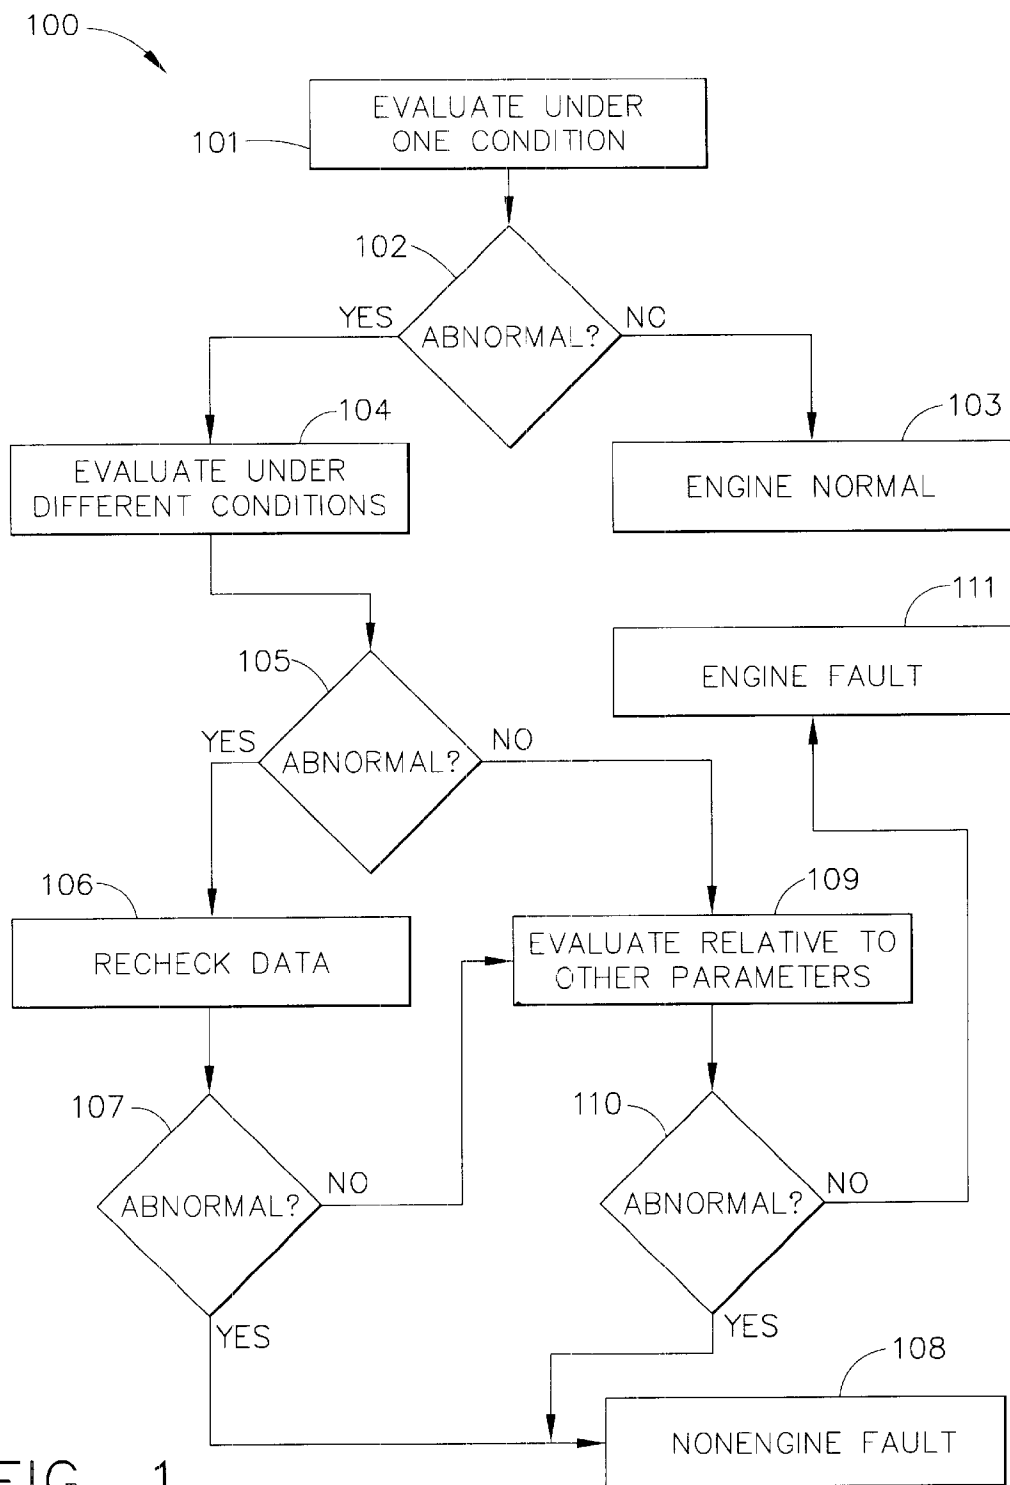 100
EVALUATE UNDER
ONE CONDITION
101
102
YES
ABNORMAL?
NC
104
103
EVALUATE UNDER
DIFFERENT CONDITIONS
ENGINE NORMAL
111
ENGINE FAULT
105
YES
ABNORMAL?
NO
106
109
RECHECK DATA
EVALUATE RELATIVE TO
OTHER PARAMETERS
107
110
ABNORMAL?
NO
ABNORMAL?
NO
YES
YES
108
NONENGINE FAULT
FIG. 1